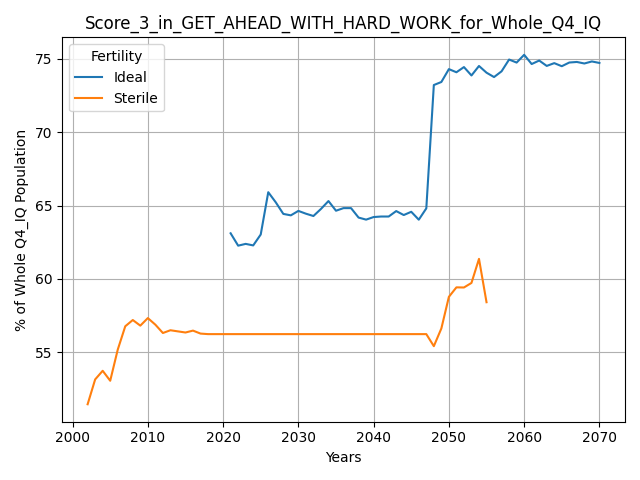 Score_3_in_GET_AHEAD_WITH_HARD_WORK_for_Whole_Q4_IQ
Fertility
Ideal
Sterile
75
70
65
60
55
% of Whole Q4_IQ Population
2000 2010 2020 2030 2040 2050 2060 2070
Years